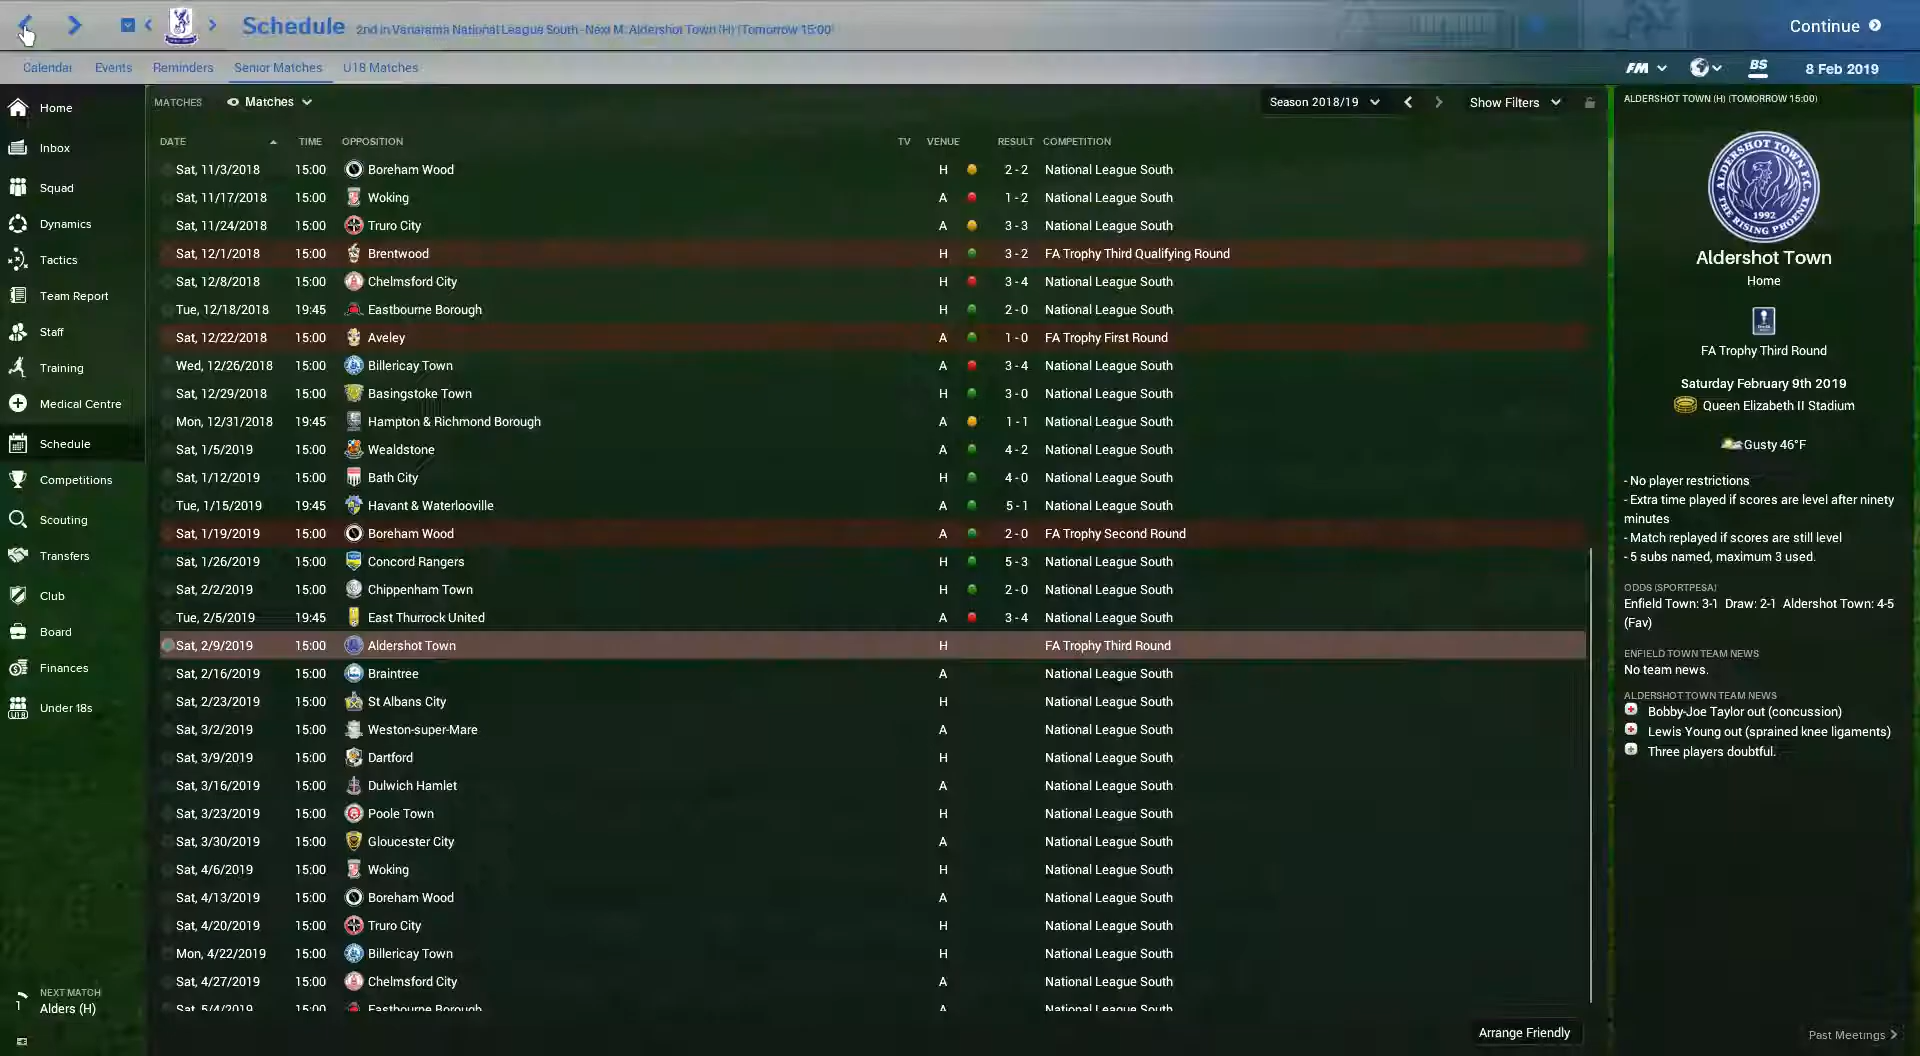 Schedule 2nd in Vanarama National League South - Next M: Aldershot Town (H) (Tomorrow 15:00)
Continue
Calendar Events Reminders Senior Matches U18 Matches
FM BS 8 Feb 2019
Home
Inbox
Squad
Dynamics
Tactics
Team Report
Staff
Training
Medical Centre
Schedule
Competitions
Scouting
Transfers
Club
Board
Finances
Under 18s
NEXT MATCH
Alders (H)
MATCHES Matches Season 2018/19 Show Filters
DATE TIME OPPOSITION TV VENUE RESULT COMPETITION
Sat, 11/3/2018 15:00 Boreham Wood H 2 - 2 National League South
Sat, 11/17/2018 15:00 Woking A 1 - 2 National League South
Sat, 11/24/2018 15:00 Truro City A 3 - 3 National League South
Sat, 12/1/2018 15:00 Brentwood H 3 - 2 FA Trophy Third Qualifying Round
Sat, 12/8/2018 15:00 Chelmsford City H 3 - 4 National League South
Tue, 12/18/2018 19:45 Eastbourne Borough H 2 - 0 National League South
Sat, 12/22/2018 15:00 Aveley A 1 - 0 FA Trophy First Round
Wed, 12/26/2018 15:00 Billericay Town A 3 - 4 National League South
Sat, 12/29/2018 15:00 Basingstoke Town H 3 - 0 National League South
Mon, 12/31/2018 19:45 Hampton & Richmond Borough A 1 - 1 National League South
Sat, 1/5/2019 15:00 Wealdstone A 4 - 2 National League South
Sat, 1/12/2019 15:00 Bath City H 4 - 0 National League South
Tue, 1/15/2019 19:45 Havant & Waterlooville A 5 - 1 National League South
Sat, 1/19/2019 15:00 Boreham Wood A 2 - 0 FA Trophy Second Round
Sat, 1/26/2019 15:00 Concord Rangers H 5 - 3 National League South
Sat, 2/2/2019 15:00 Chippenham Town H 2 - 0 National League South
Tue, 2/5/2019 19:45 East Thurrock United A 3 - 4 National League South
Sat, 2/9/2019 15:00 Aldershot Town H FA Trophy Third Round
Sat, 2/16/2019 15:00 Braintree A National League South
Sat, 2/23/2019 15:00 St Albans City H National League South
Sat, 3/2/2019 15:00 Weston-super-Mare A National League South
Sat, 3/9/2019 15:00 Dartford H National League South
Sat, 3/16/2019 15:00 Dulwich Hamlet A National League South
Sat, 3/23/2019 15:00 Poole Town H National League South
Sat, 3/30/2019 15:00 Gloucester City A National League South
Sat, 4/6/2019 15:00 Woking H National League South
Sat, 4/13/2019 15:00 Boreham Wood A National League South
Sat, 4/20/2019 15:00 Truro City H National League South
Mon, 4/22/2019 15:00 Billericay Town H National League South
Sat, 4/27/2019 15:00 Chelmsford City A National League South
Sat, 5/4/2019 15:00 Eastbourne Borough A National League South
Arrange Friendly
ALDERSHOT TOWN (H) (TOMORROW 15:00)
ALDERSHOT TOWN F.C.
1992
THE RISING PHOENIX
Aldershot Town
Home
FA Trophy Third Round
Saturday February 9th 2019
Queen Elizabeth II Stadium
Gusty 46°F
- No player restrictions
- Extra time played if scores are level after ninety
minutes
- Match replayed if scores are still level
- 5 subs named, maximum 3 used.
ODDS (SPORTPESA)
Enfield Town: 3-1 Draw: 2-1 Aldershot Town: 4-5
(Fav)
ENFIELD TOWN TEAM NEWS
No team news.
ALDERSHOT TOWN TEAM NEWS
Bobby-Joe Taylor out (concussion)
Lewis Young out (sprained knee ligaments)
Three players doubtful.
Past Meetings